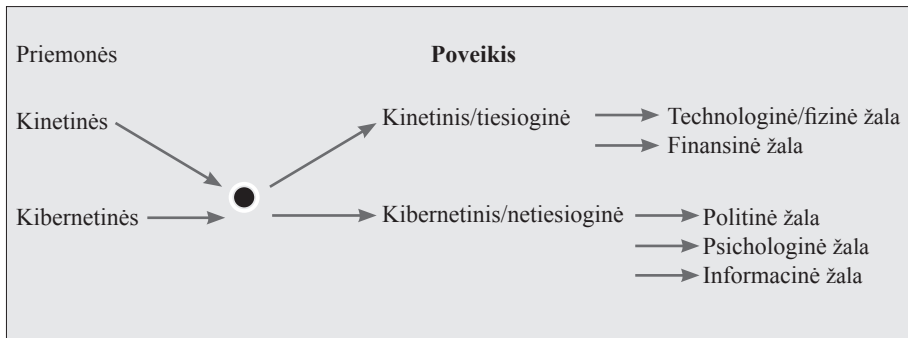 Priemonės Poveikis
Kinetinės Kinetinis/tiesioginė Technologinė/fizinė žala
Finansinė žala
Kibernetinės Kibernetinis/netiesioginė Politinė žala
Psichologinė žala
Informacinė žala